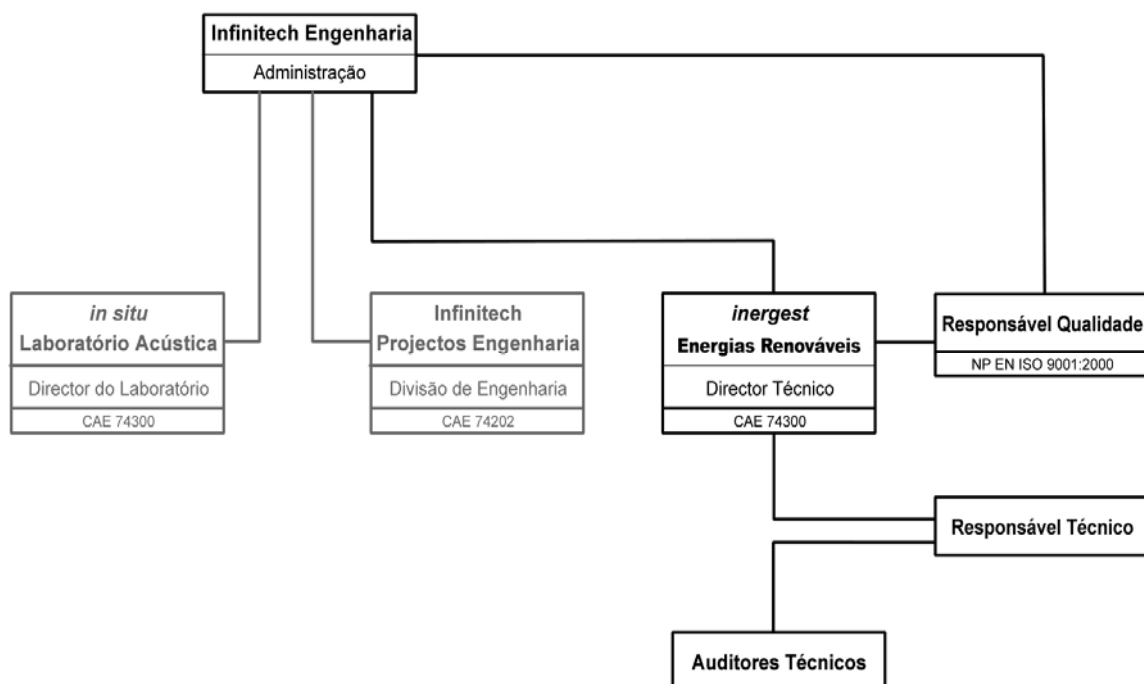 Infinitech Engenharia
Administração
in situ
Laboratório Acústica
Director do Laboratório
CAE 74300
Infinitech
Projectos Engenharia
Divisão de Engenharia
CAE 74202
inergest
Energias Renováveis
Director Técnico
CAE 74300
Responsável Qualidade
NP EN ISO 9001:2000
Responsável Técnico
Auditores Técnicos